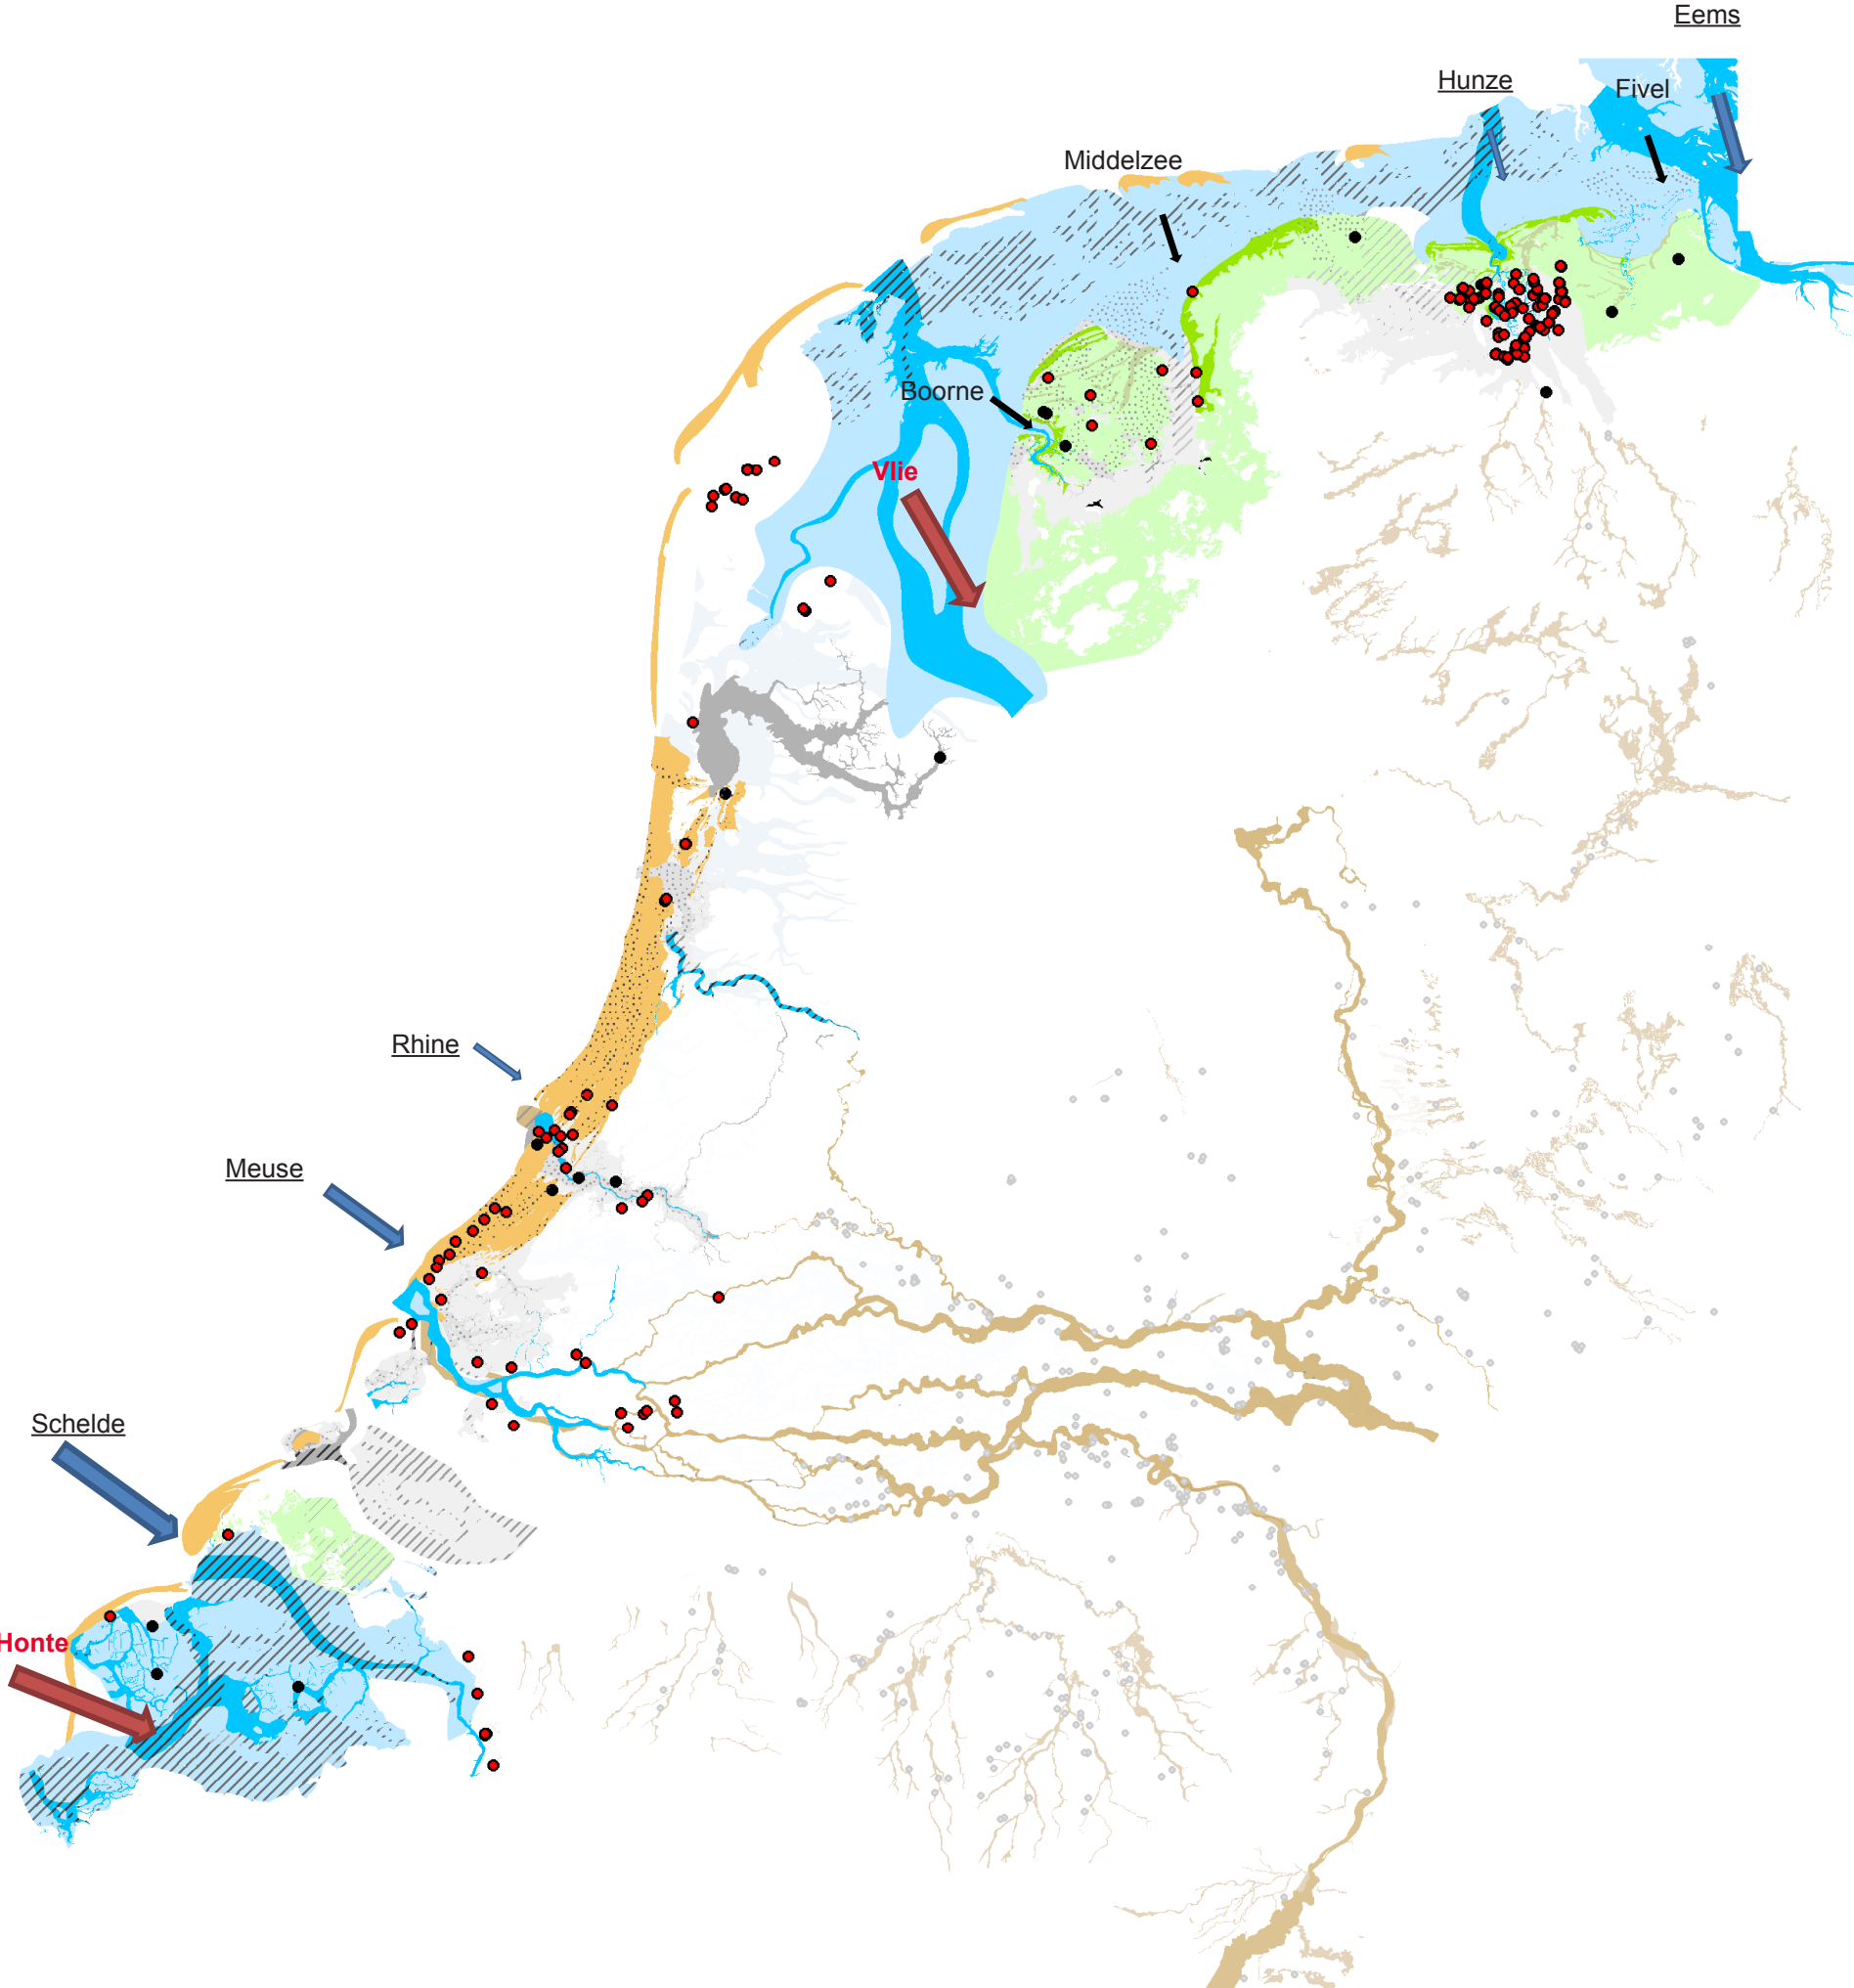 Eems
Hunze
Fivel
Middelzee
Boorne
Vlie
Rhine
Meuse
Schelde
Honte